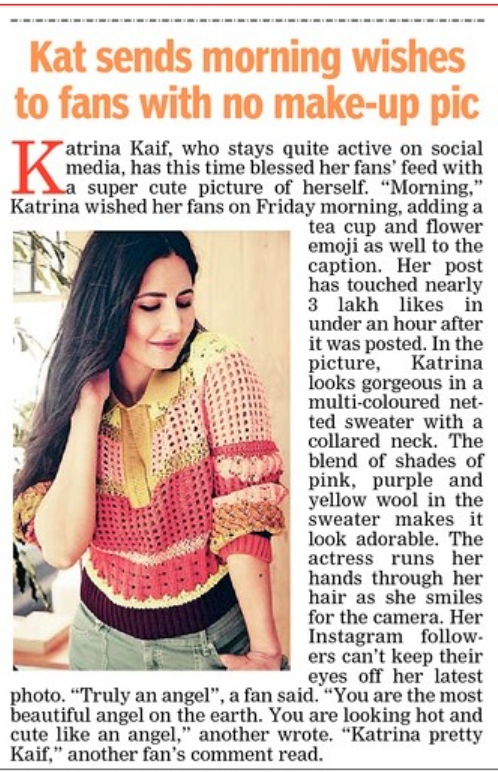 Kat sends morning wishes
to fans with no make-up pic
Katrina Kaif, who stays quite active on social
media, has this time blessed her fans' feed with
a super cute picture of herself. "Morning,"
Katrina wished her fans on Friday morning, adding a
tea cup and flower
emoji as well to the
caption. Her post
has touched nearly
3 lakh likes in
under an hour after
it was posted. In the
picture, Katrina
looks gorgeous in a
multi-coloured net-
ted sweater with a
collared neck. The
blend of shades of
pink, purple and
yellow wool in the
sweater makes it
look adorable. The
actress runs her
hands through her
hair as she smiles
for the camera. Her
Instagram follow-
ers can't keep their
eyes off her latest
photo. "Truly an angel", a fan said. "You are the most
beautiful angel on the earth. You are looking hot and
cute like an angel," another wrote. "Katrina pretty
Kaif," another fan's comment read.